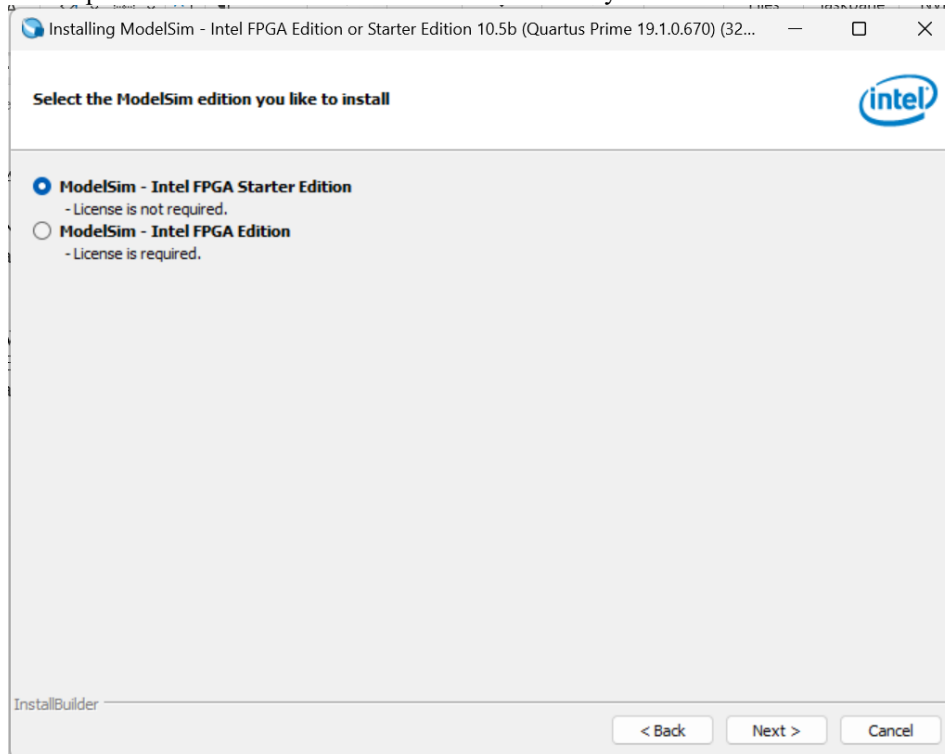 Installing ModelSim - Intel FPGA Edition or Starter Edition 10.5b (Quartus Prime 19.1.0.670) (32...
Select the ModelSim edition you like to install
intel
ModelSim - Intel FPGA Starter Edition
- License is not required.
ModelSim - Intel FPGA Edition
- License is required.
InstallBuilder
< Back
Next >
Cancel